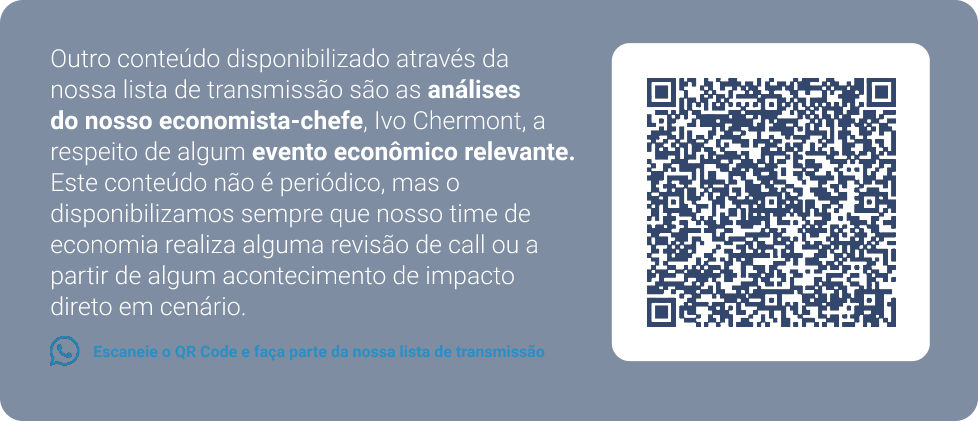 Outro conteúdo disponibilizado através da
nossa lista de transmissão são as análises
do nosso economista-chefe, Ivo Chermont, a
respeito de algum evento econômico relevante.
Este conteúdo não é periódico, mas o
disponibilizamos sempre que nosso time de
economia realiza alguma revisão de call ou a
partir de algum acontecimento de impacto
direto em cenário.
Escaneie o QR Code e faça parte da nossa lista de transmissão